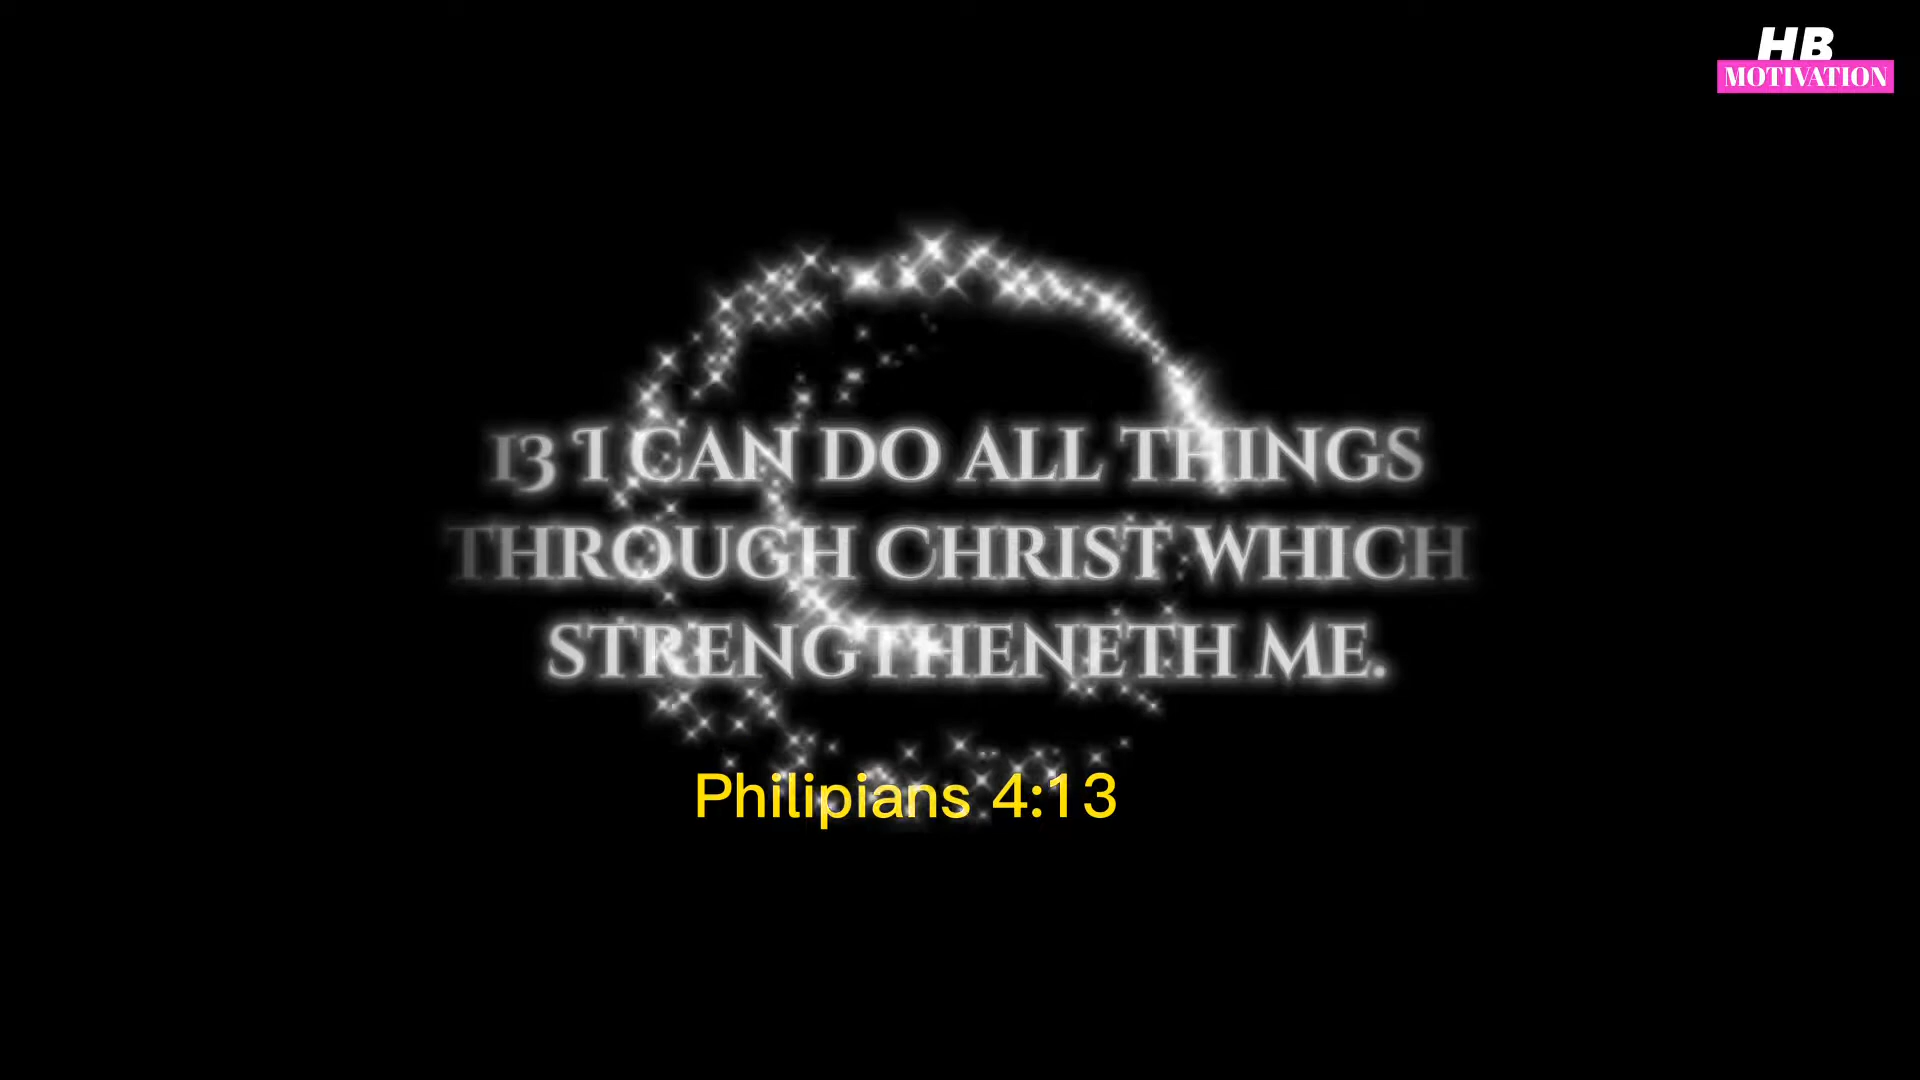 HB
MOTIVATION
13 I CAN DO ALL THINGS
THROUGH CHRIST WHICH
STRENGTHENETH ME.
Philipians 4:13